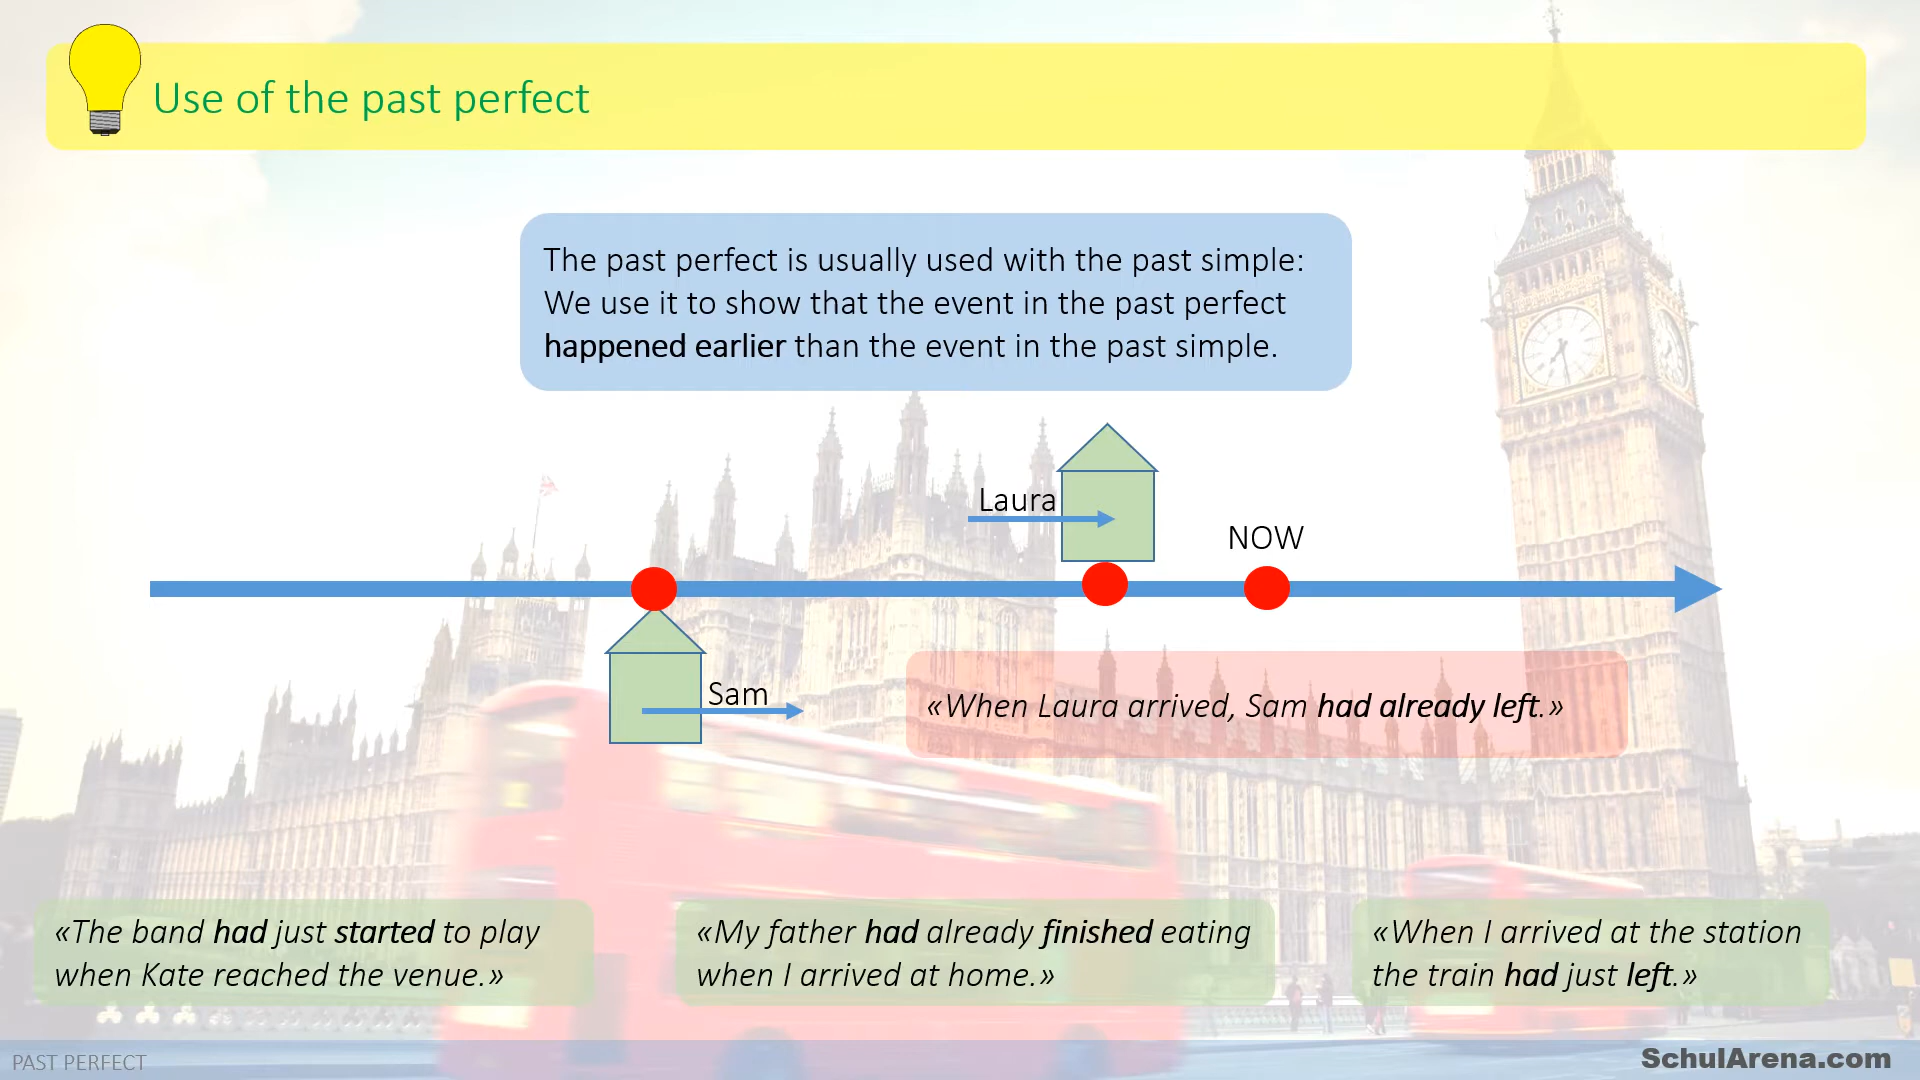 Use of the past perfect
The past perfect is usually used with the past simple:
We use it to show that the event in the past perfect
happened earlier than the event in the past simple.
Laura
NOW
Sam
«When Laura arrived, Sam had already left.»
«The band had just started to play
when Kate reached the venue.»
«My father had already finished eating
when I arrived at home.»
«When I arrived at the station
the train had just left.»
PAST PERFECT
SchulArena.com